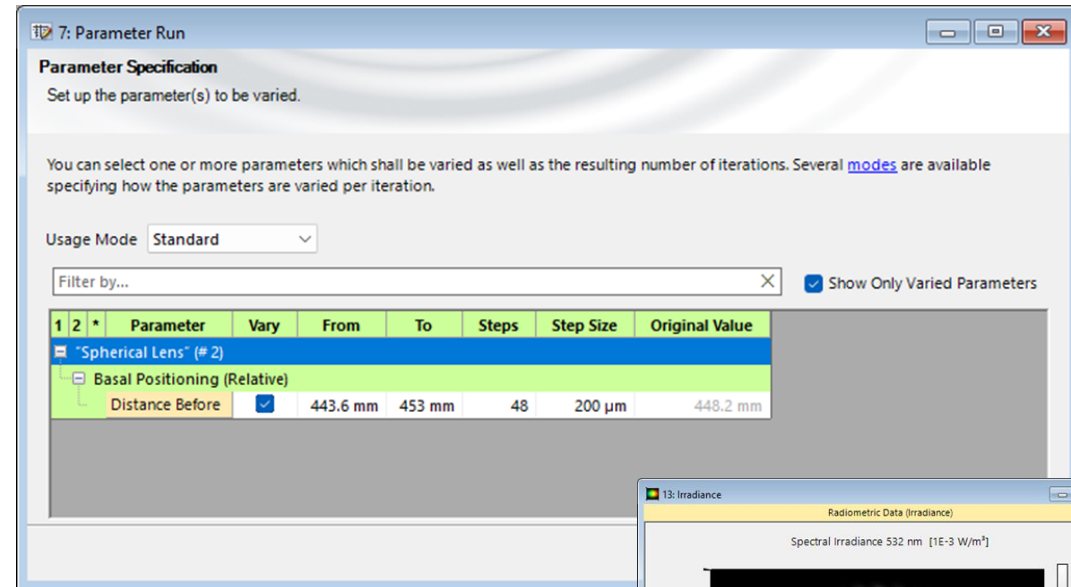 7: Parameter Run
Parameter Specification
Set up the parameter(s) to be varied.
You can select one or more parameters which shall be varied as well as the resulting number of iterations. Several modes are available
specifying how the parameters are varied per iteration.
Usage Mode Standard
Filter by...
Show Only Varied Parameters
1 2 * Parameter Vary From To Steps Step Size Original Value
"Spherical Lens" (# 2)
Basal Positioning (Relative)
Distance Before 443.6 mm 453 mm 48 200 µm 448.2 mm
13: Irradiance
Radiometric Data (Irradiance)
Spectral Irradiance 532 nm [1E-3 W/m³]